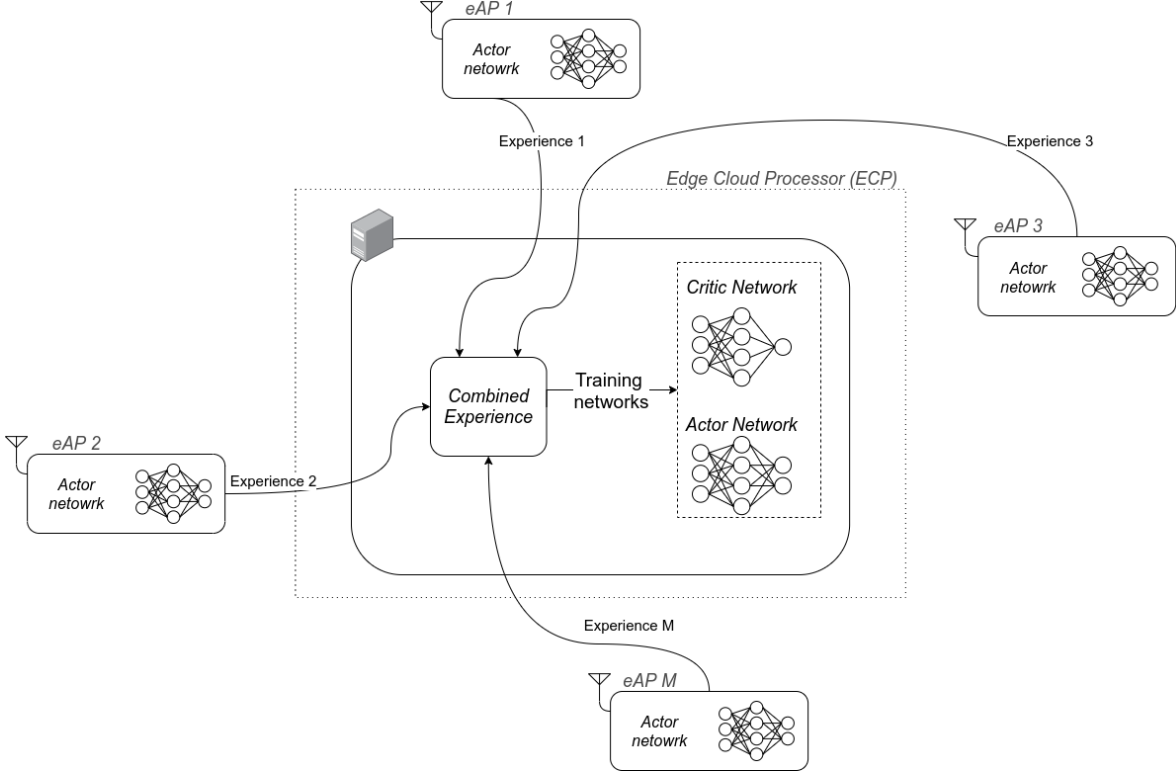 eAP 1
Actor
netowrk
Experience 1
Experience 3
Edge Cloud Processor (ECP)
eAP 3
Actor
netowrk
Critic Network
Combined
Experience
Training
networks
Actor Network
eAP 2
Actor
netowrk
Experience 2
Experience M
eAP M
Actor
netowrk